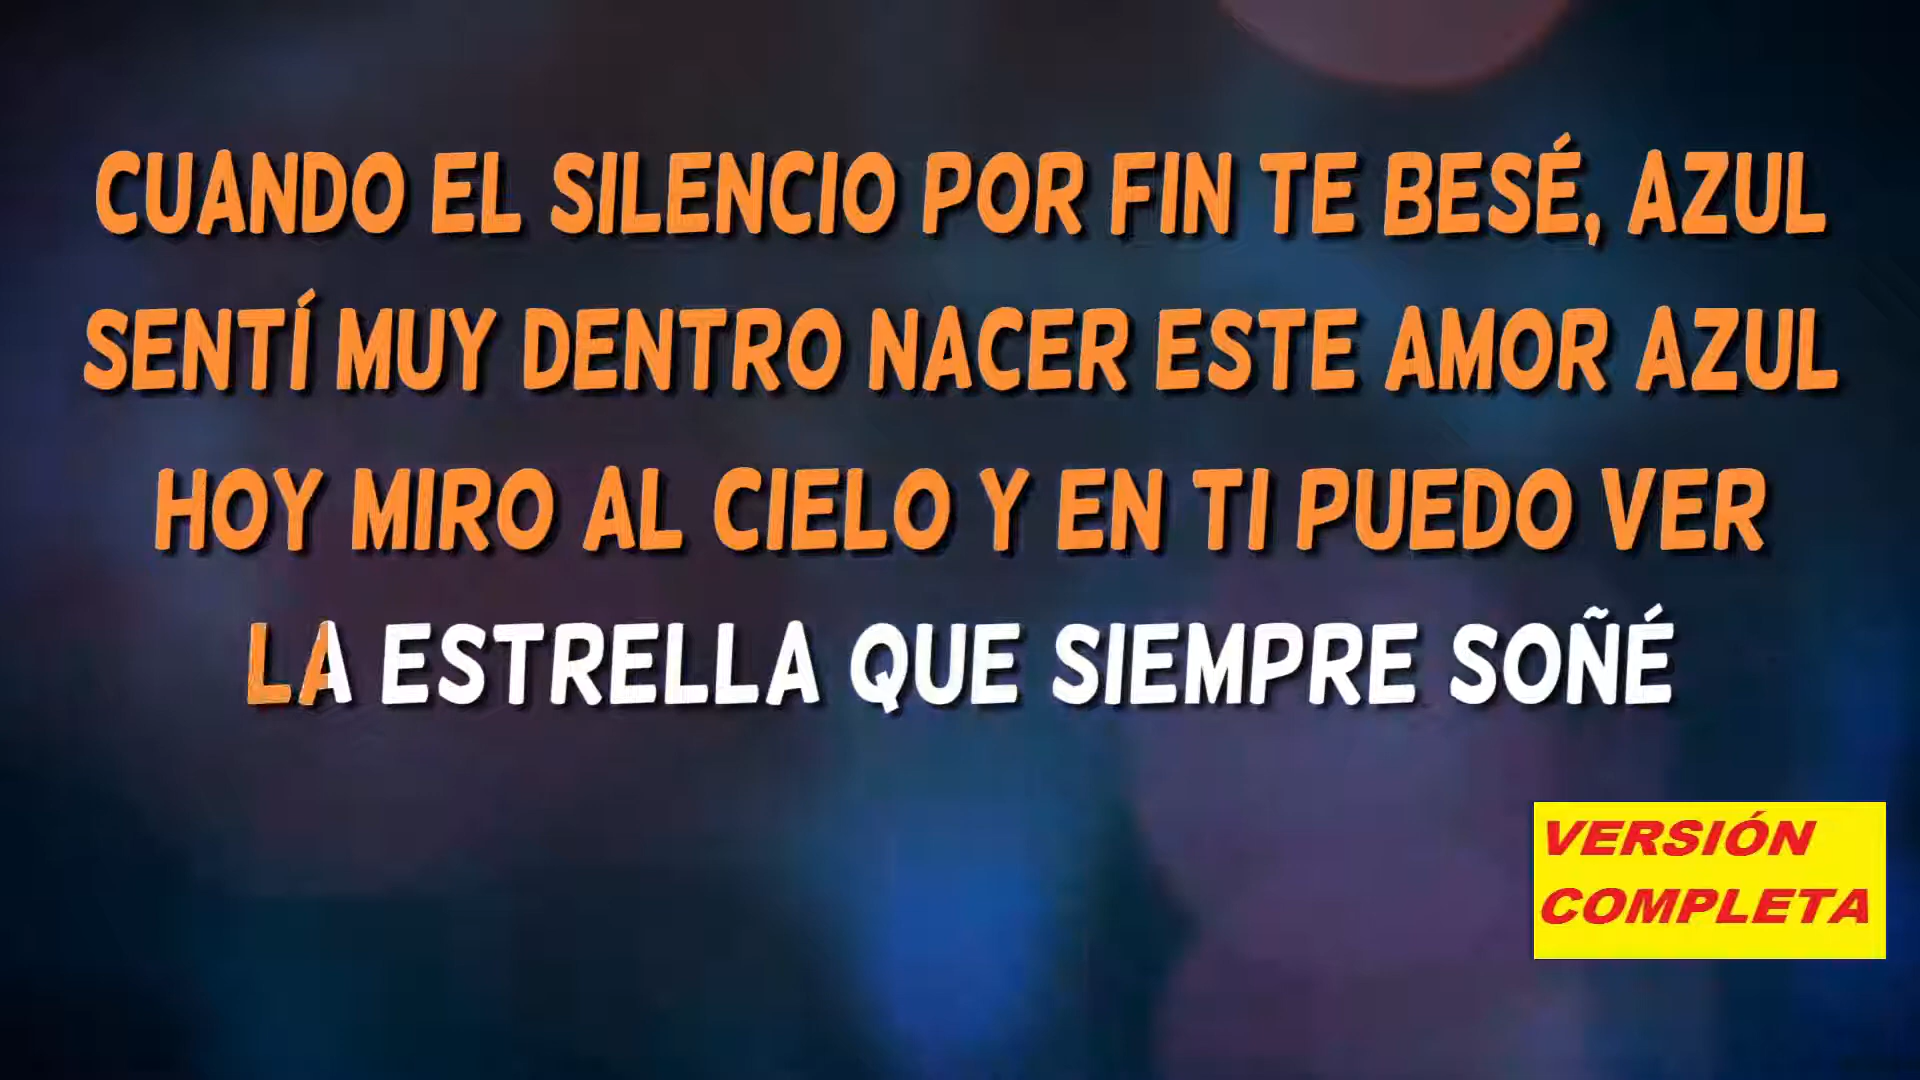 CUANDO EL SILENCIO POR FIN TE BESÉ, AZUL
SENTÍ MUY DENTRO NACER ESTE AMOR AZUL
HOY MIRO AL CIELO Y EN TI PUEDO VER
LA ESTRELLA QUE SIEMPRE SOÑÉ
VERSIÓN
COMPLETA